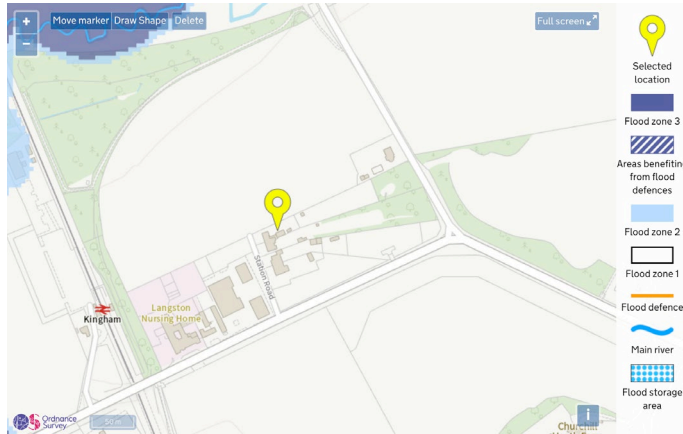 +
Move marker
Draw Shape
Delete
−
Full screen
Selected
location
Flood zone 3
Areas benefiting
from flood
defences
Flood zone 2
Flood zone 1
Flood defence
Main river
Flood storage
area
Station Road
Langston
Nursing Home
Kingham
Ordnance
Survey
50 m
i